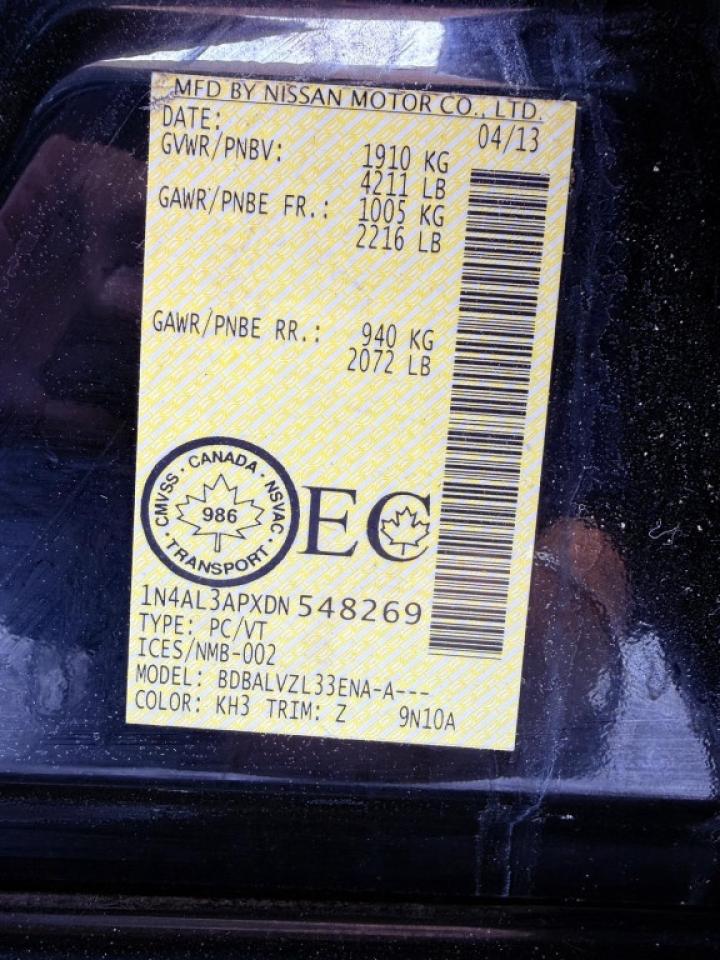 MFD BY NISSAN MOTOR CO., LTD.
DATE: 04/13
GVWR/PNBV: 1910 KG
4211 LB
GAWR/PNBE FR.: 1005 KG
2216 LB
GAWR/PNBE RR.: 940 KG
2072 LB
CMVSS · CANADA · NSVAC · TRANSPORT ·
986
EC
1N4AL3APXDN 548269
TYPE: PC/VT
ICES/NMB-002
MODEL: BDBALVZL33ENA-A---
COLOR: KH3 TRIM: Z 9N10A